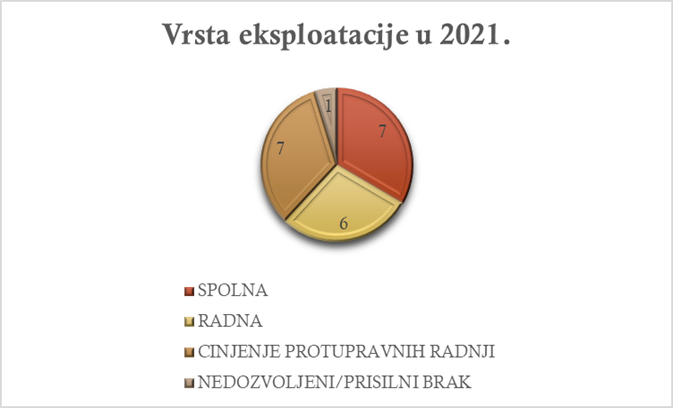 Vrsta eksploatacije u 2021.
1
7
7
6
SPOLNA
RADNA
CINJENJE PROTUPRAVNIH RADNJI
NEDOZVOLJENI/PRISILNI BRAK